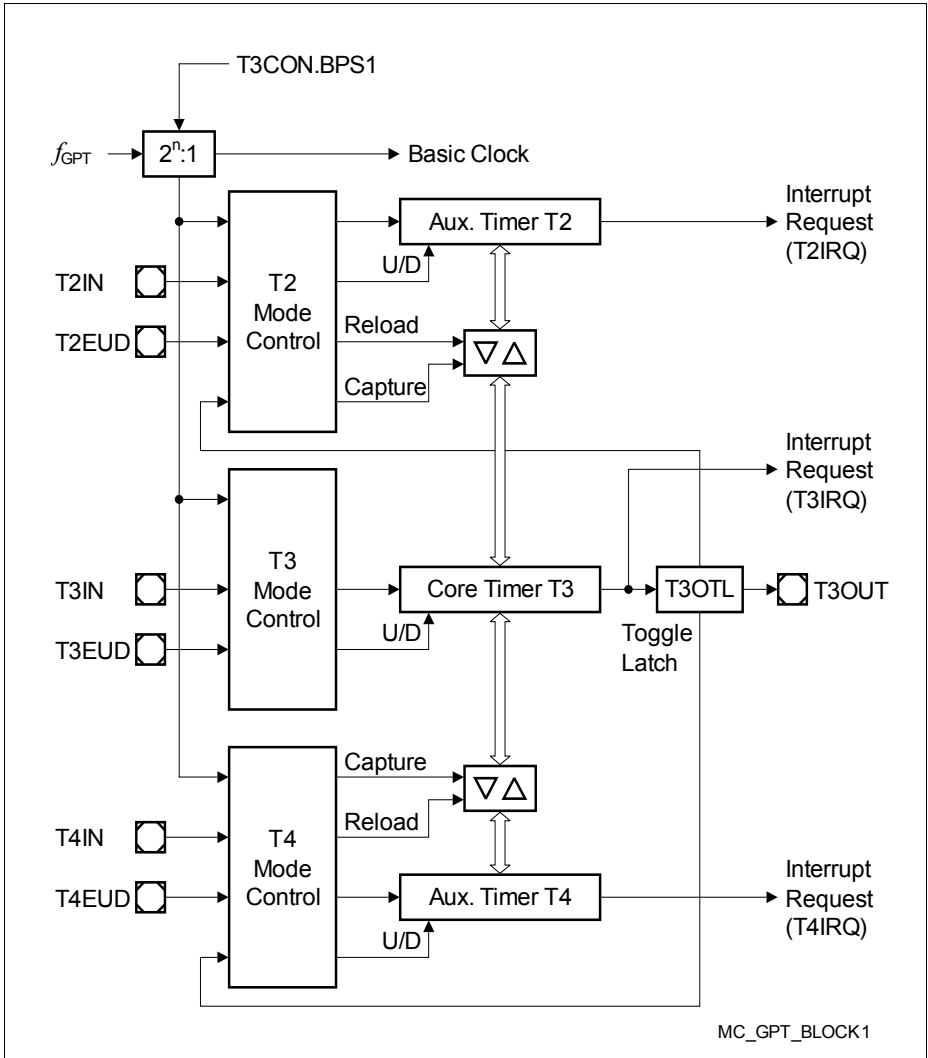 T3CON.BPS1
fGPT
2n:1
Basic Clock
Interrupt
Request
(T2IRQ)
Aux. Timer T2
U/D
T2IN
T2
Mode
Control
T2EUD
Reload
Capture
Interrupt
Request
(T3IRQ)
T3
Mode
Control
T3IN
Core Timer T3
T3OTL
T3OUT
U/D
T3EUD
Toggle
Latch
Capture
Reload
T4IN
T4
Mode
Control
T4EUD
Aux. Timer T4
U/D
Interrupt
Request
(T4IRQ)
MC_GPT_BLOCK1